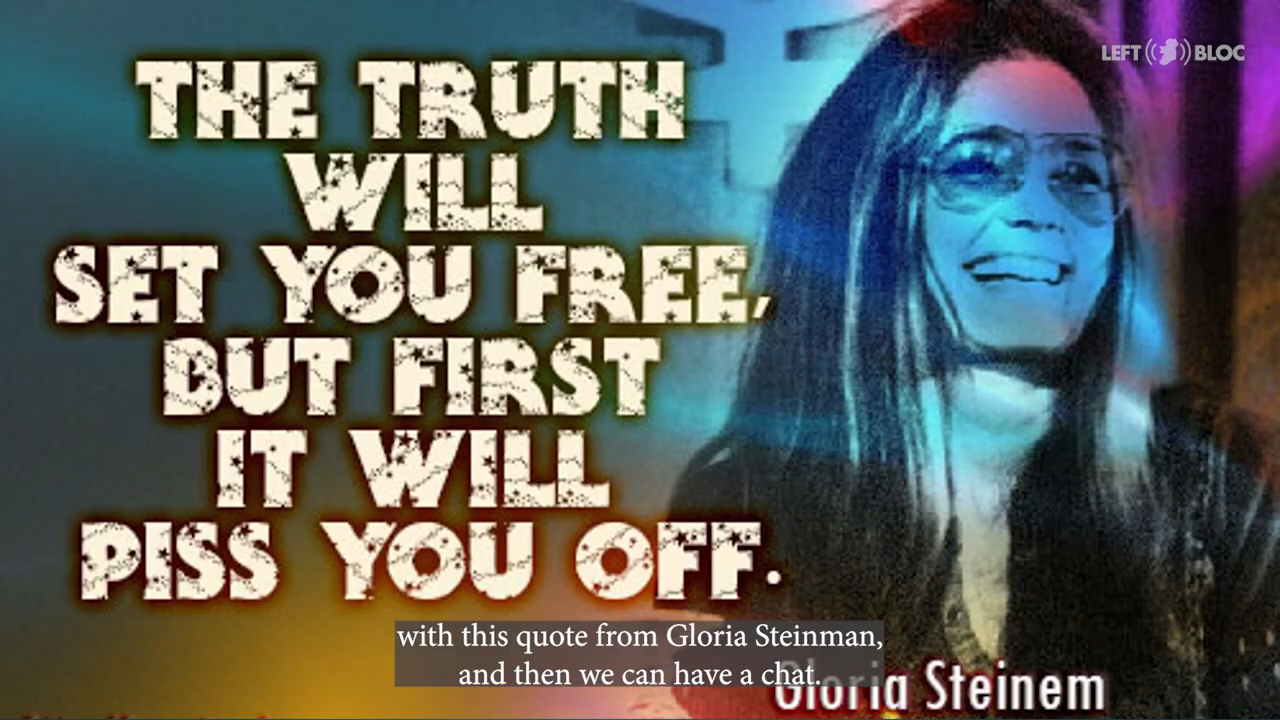 LEFT BLOC
THE TRUTH
WILL
SET YOU FREE,
BUT FIRST
IT WILL
PISS YOU OFF.
with this quote from Gloria Steinman,
and then we can have a chat.
Gloria Steinem